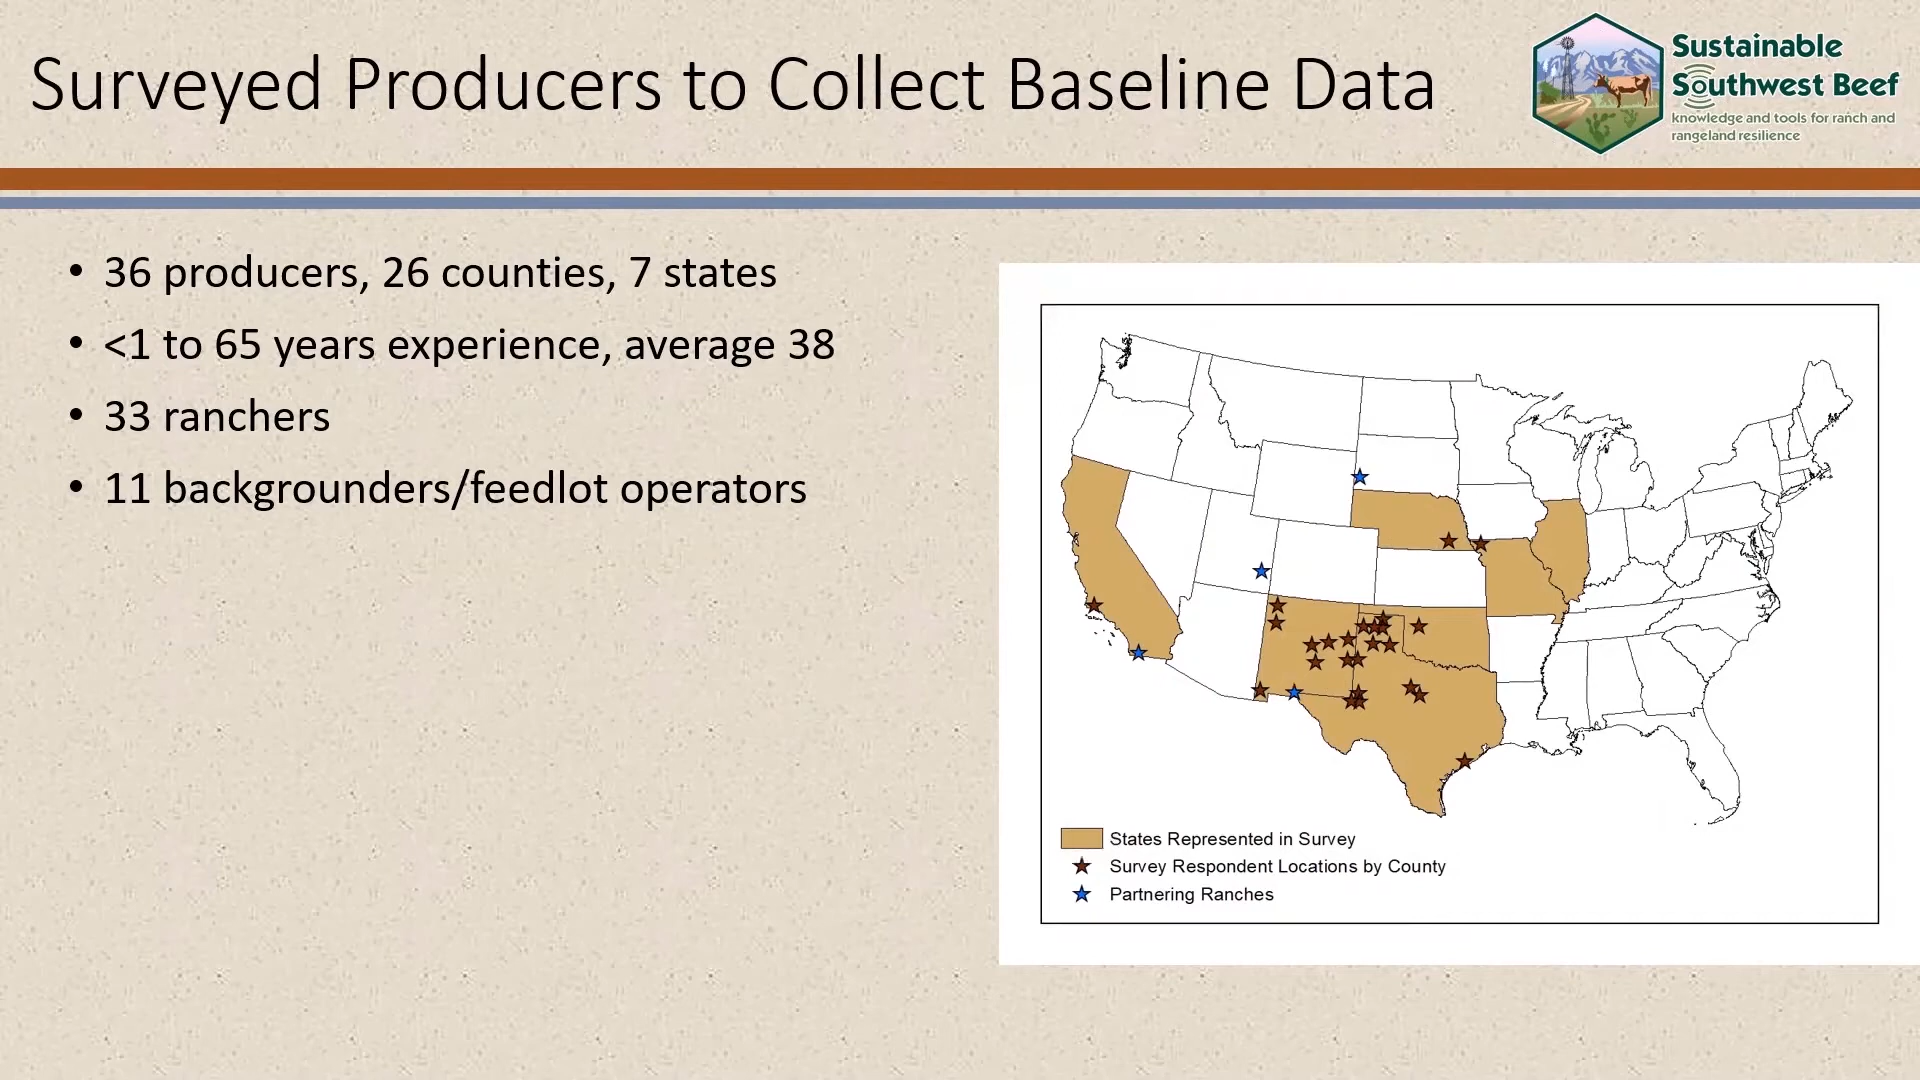 Surveyed Producers to Collect Baseline Data
Sustainable
Southwest Beef
knowledge and tools for ranch and
rangeland resilience
• 36 producers, 26 counties, 7 states
• <1 to 65 years experience, average 38
• 33 ranchers
• 11 backgrounders/feedlot operators
States Represented in Survey
Survey Respondent Locations by County
Partnering Ranches